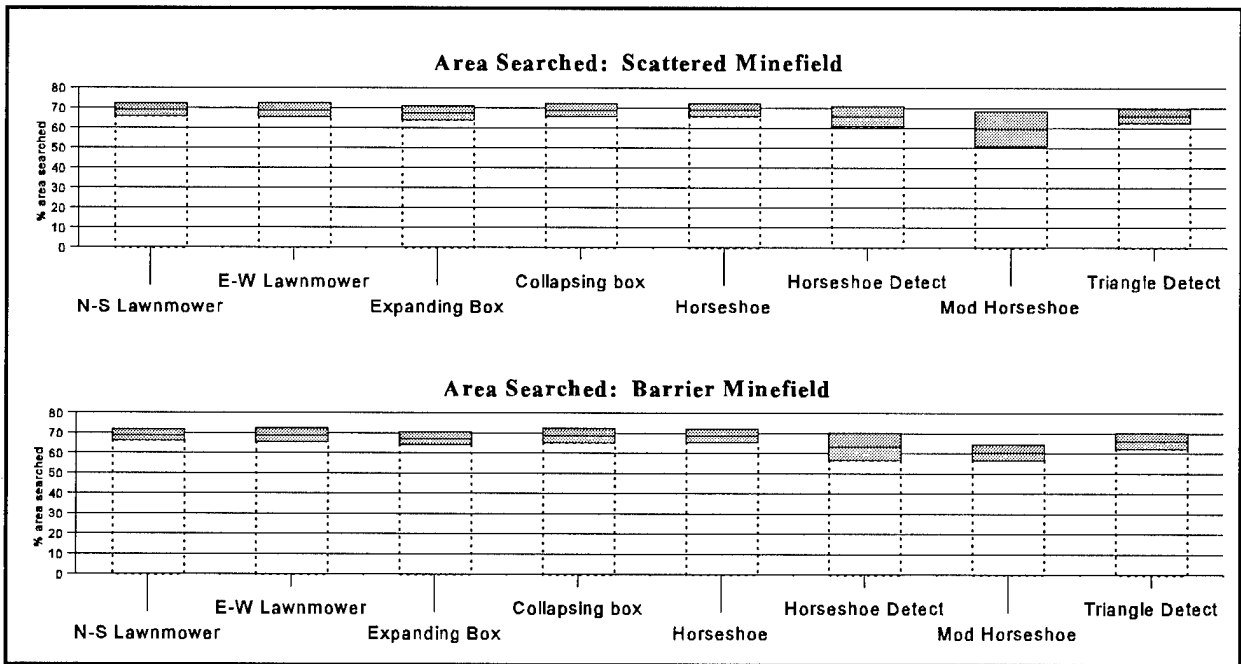 Area Searched: Scattered Minefield
% area searched
80
70
60
50
40
30
20
10
0
E-W Lawnmower Collapsing box Horseshoe Detect Triangle Detect
N-S Lawnmower Expanding Box Horseshoe Mod Horseshoe
Area Searched: Barrier Minefield
% area searched
80
70
60
50
40
30
20
10
0
E-W Lawnmower Collapsing box Horseshoe Detect Triangle Detect
N-S Lawnmower Expanding Box Horseshoe Mod Horseshoe